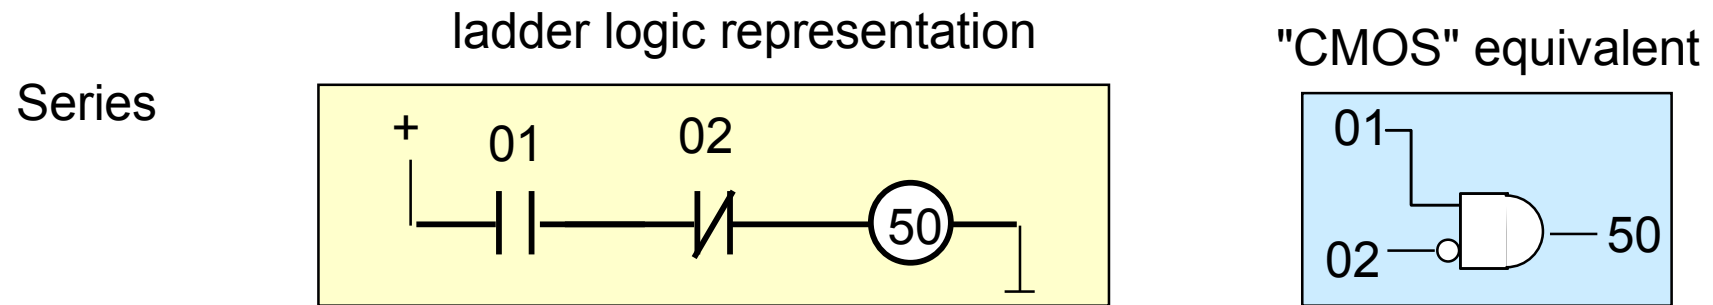 ladder logic representation
"CMOS" equivalent
Series
+
01
02
50
01
02
50